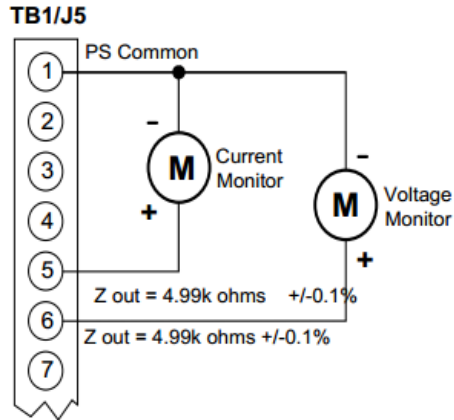 TB1/J5
PS Common
1
2
3
4
5
6
7
-
M
Current
Monitor
+
-
M
Voltage
Monitor
+
Z out = 4.99k ohms +/-0.1%
Z out = 4.99k ohms +/-0.1%